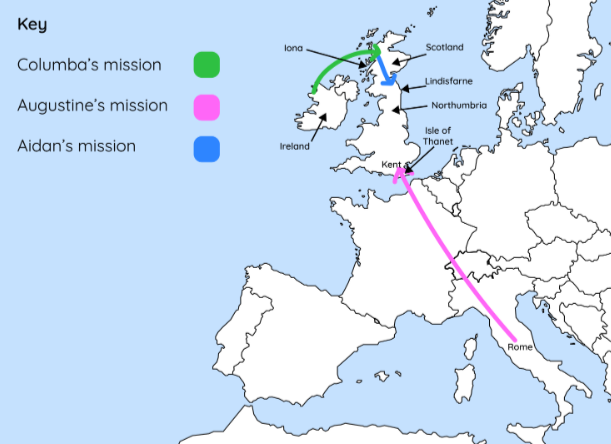 Key
Columba's mission
Augustine's mission
Aidan's mission
Iona
Scotland
Lindisfarne
Northumbria
Isle of
Thanet
Ireland
Kent
Rome